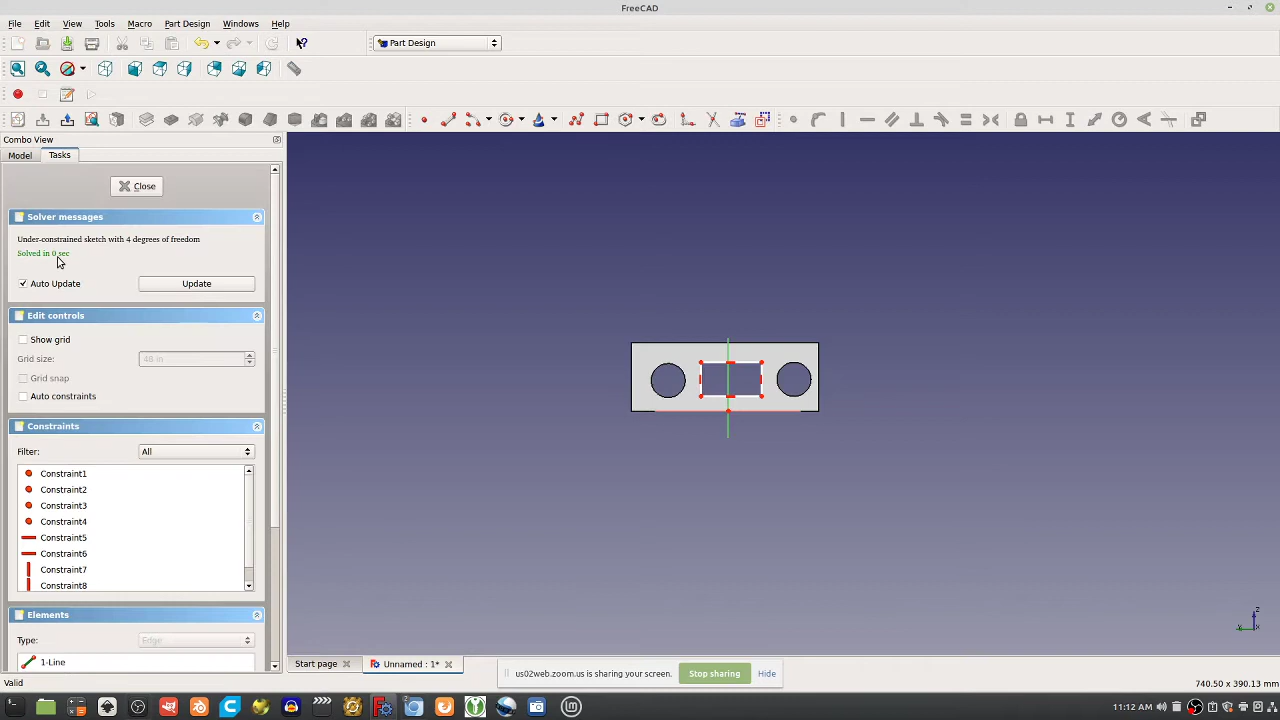 FreeCAD
File Edit View Tools Macro Part Design Windows Help
Part Design
Combo View
Model Tasks
Close
Solver messages
Under-constrained sketch with 4 degrees of freedom
Solved in 0 sec
Auto Update Update
Edit controls
Show grid
Grid size: 48 in
Grid snap
Auto constraints
Constraints
Filter: All
Constraint1
Constraint2
Constraint3
Constraint4
Constraint5
Constraint6
Constraint7
Constraint8
Elements
Type: Edge
1-Line
Start page Unnamed : 1*
us02web.zoom.us is sharing your screen. Stop sharing Hide
Valid 740.50 x 390.13 mm
11:12 AM